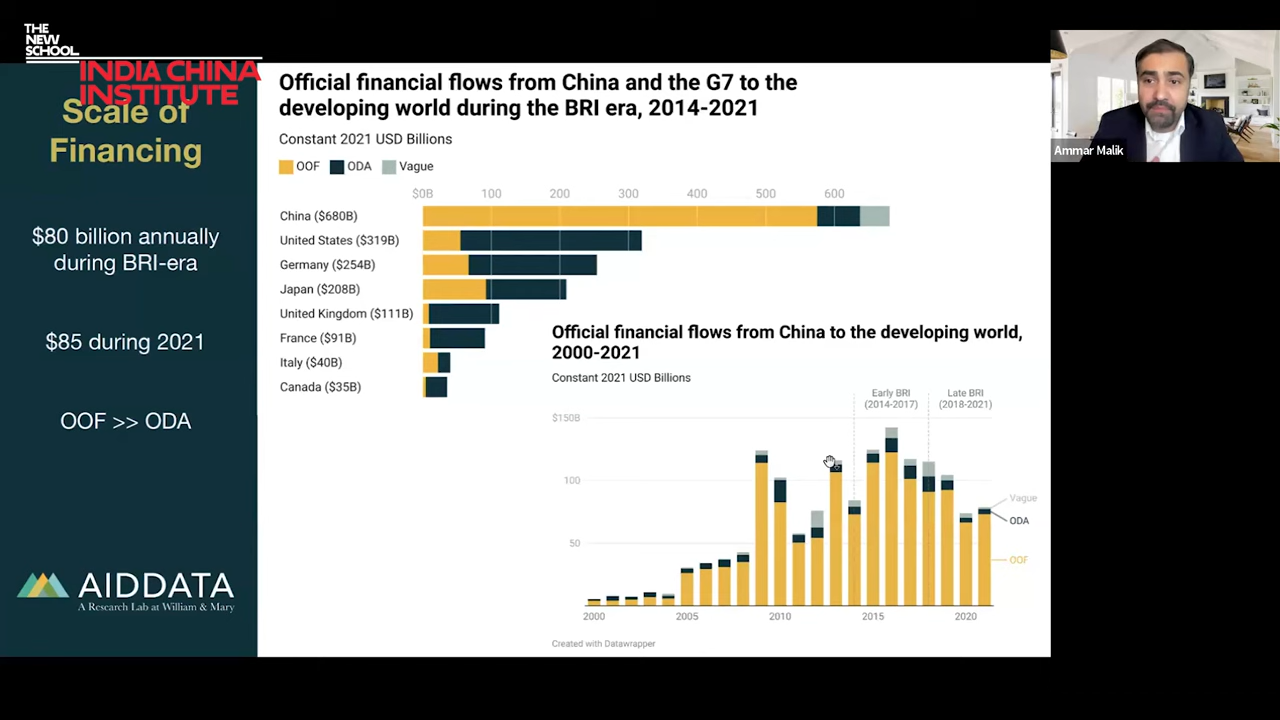 THE
NEW
SCHOOL
INDIA CHINA
INSTITUTE
Scale of
Financing
$80 billion annually
during BRI-era
$85 during 2021
OOF >> ODA
AIDDATA
A Research Lab at William & Mary
Official financial flows from China and the G7 to the
developing world during the BRI era, 2014-2021
Constant 2021 USD Billions
OOF ODA Vague
$0B 100 200 300 400 500 600
China ($680B)
United States ($319B)
Germany ($254B)
Japan ($208B)
United Kingdom ($111B)
France ($91B)
Italy ($40B)
Canada ($35B)
Official financial flows from China to the developing world,
2000-2021
Constant 2021 USD Billions
Early BRI
(2014-2017)
Late BRI
(2018-2021)
$150B
100
50
Vague
ODA
OOF
2000 2005 2010 2015 2020
Created with Datawrapper
Ammar Malik